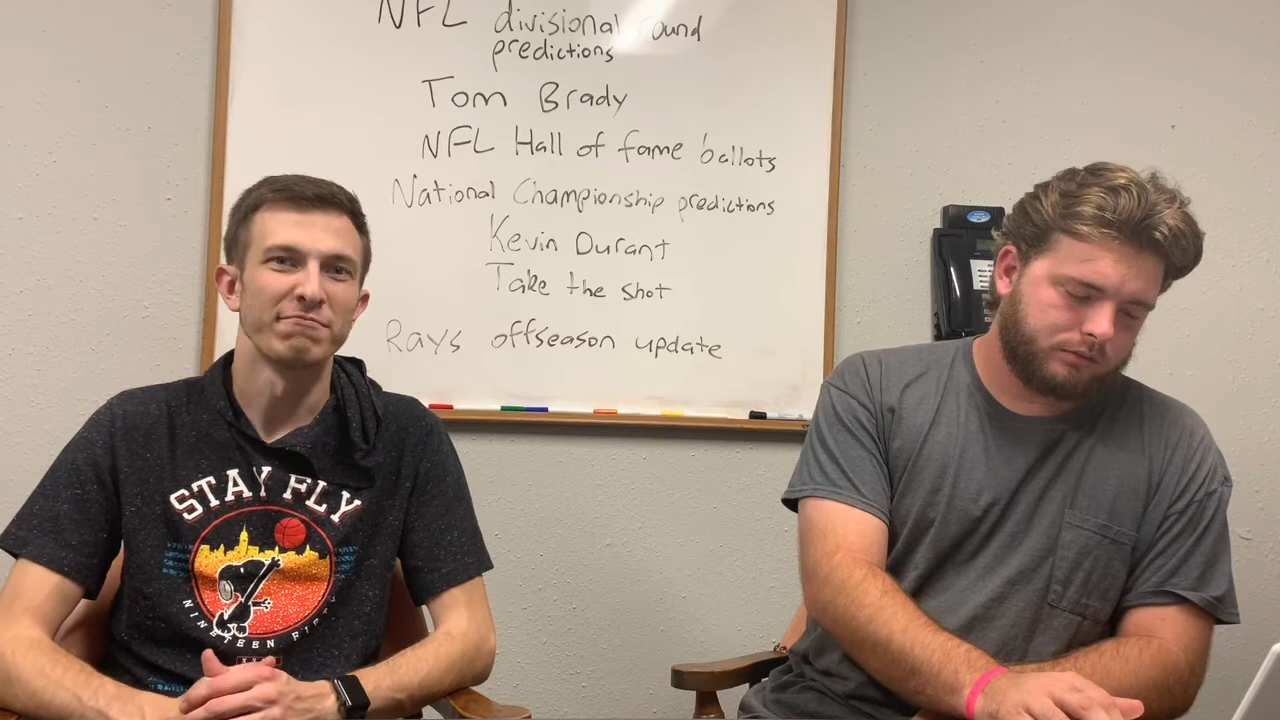 NFL divisional round
predictions
Tom Brady
NFL Hall of fame ballots
National Championship predictions
Kevin Durant
Take the shot
Rays offseason update
STAY FLY
NINETEEN FIFTY